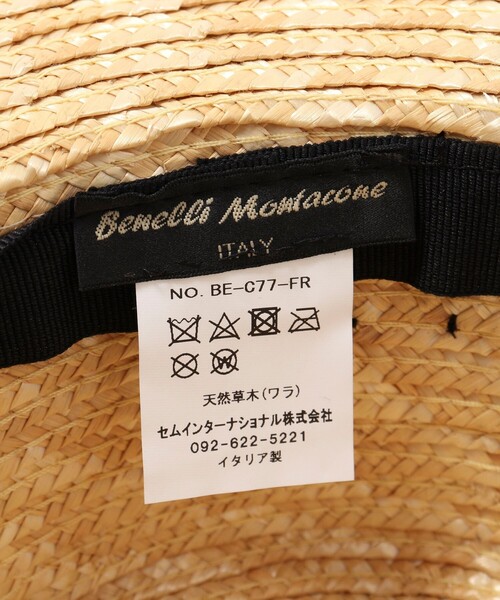 Benelli Montacone
ITALY
NO. BE-C77-FR
W
天然草木(ワラ)
セムインターナショナル株式会社
092-622-5221
イタリア製